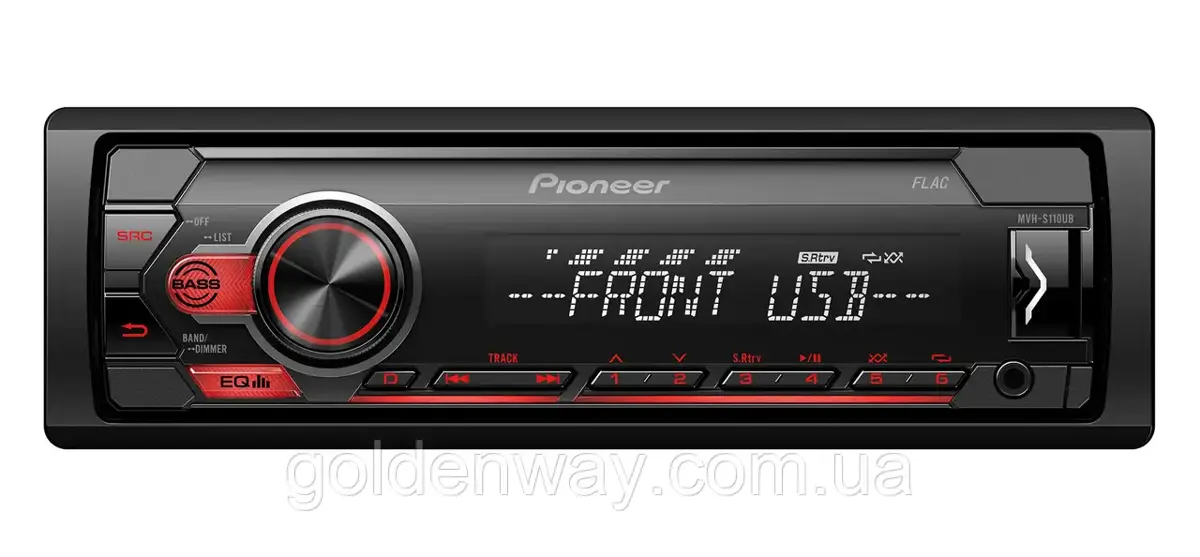 Pioneer
FLAC
MVH-S110UB
--OFF
SRC
--LIST
S.Rtrv
BASS
---FRONT USB---
BAND/
--DIMMER
TRACK
S.Rtrv
EQ
D
1 / 2
3 / 4
5 / 6
goldenway.com.ua